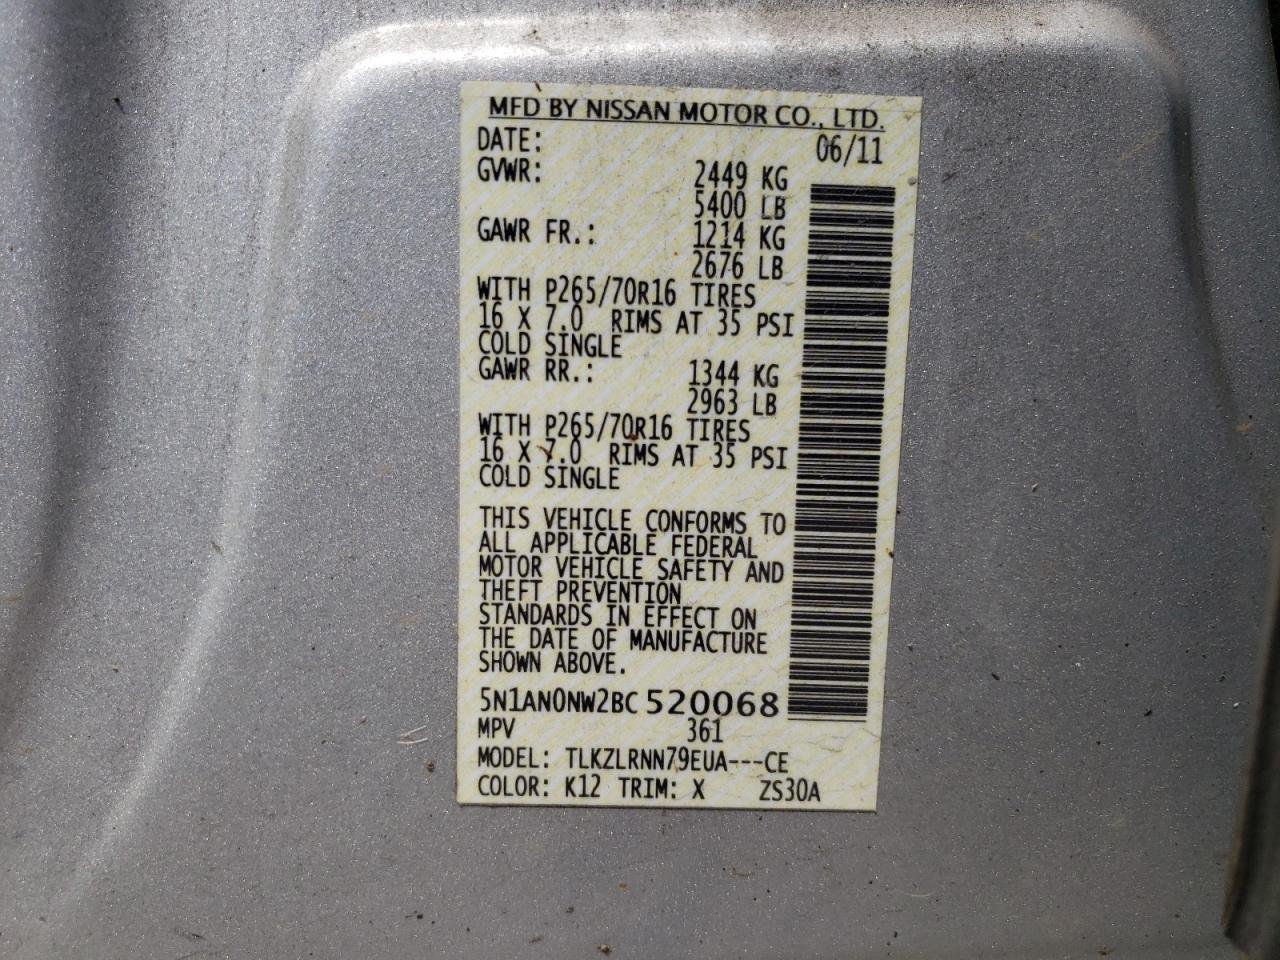 MFD BY NISSAN MOTOR CO., LTD.
DATE: 06/11
GVWR: 2449 KG
5400 LB
GAWR FR.: 1214 KG
2676 LB
WITH P265/70R16 TIRES
16 X 7.0 RIMS AT 35 PSI
COLD SINGLE
GAWR RR.: 1344 KG
2963 LB
WITH P265/70R16 TIRES
16 X 7.0 RIMS AT 35 PSI
COLD SINGLE
THIS VEHICLE CONFORMS TO
ALL APPLICABLE FEDERAL
MOTOR VEHICLE SAFETY AND
THEFT PREVENTION
STANDARDS IN EFFECT ON
THE DATE OF MANUFACTURE
SHOWN ABOVE.
5N1AN0NW2BC520068
MPV 361
MODEL: TLKZLRNN79EUA---CE
COLOR: K12 TRIM: X ZS30A